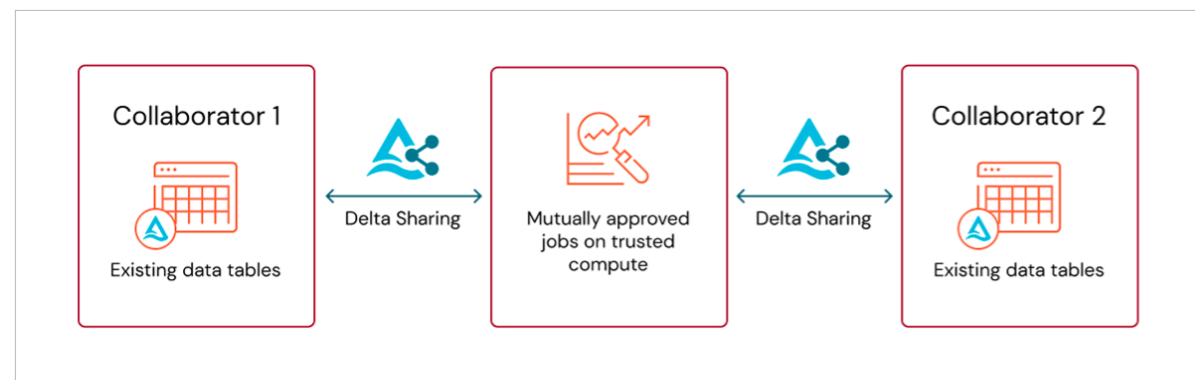 Collaborator 1
Existing data tables
Delta Sharing
Mutually approved
jobs on trusted
compute
Delta Sharing
Collaborator 2
Existing data tables